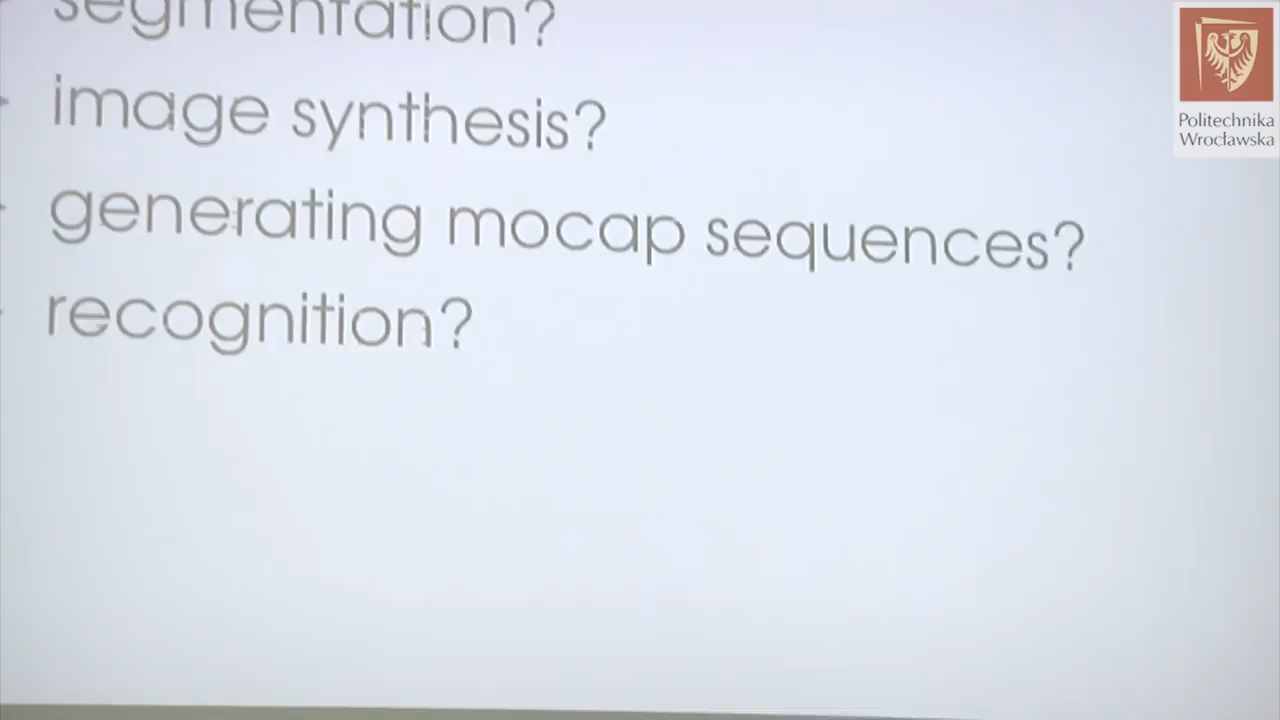 segmentation?
image synthesis?
generating mocap sequences?
recognition?
Politechnika
Wrocławska